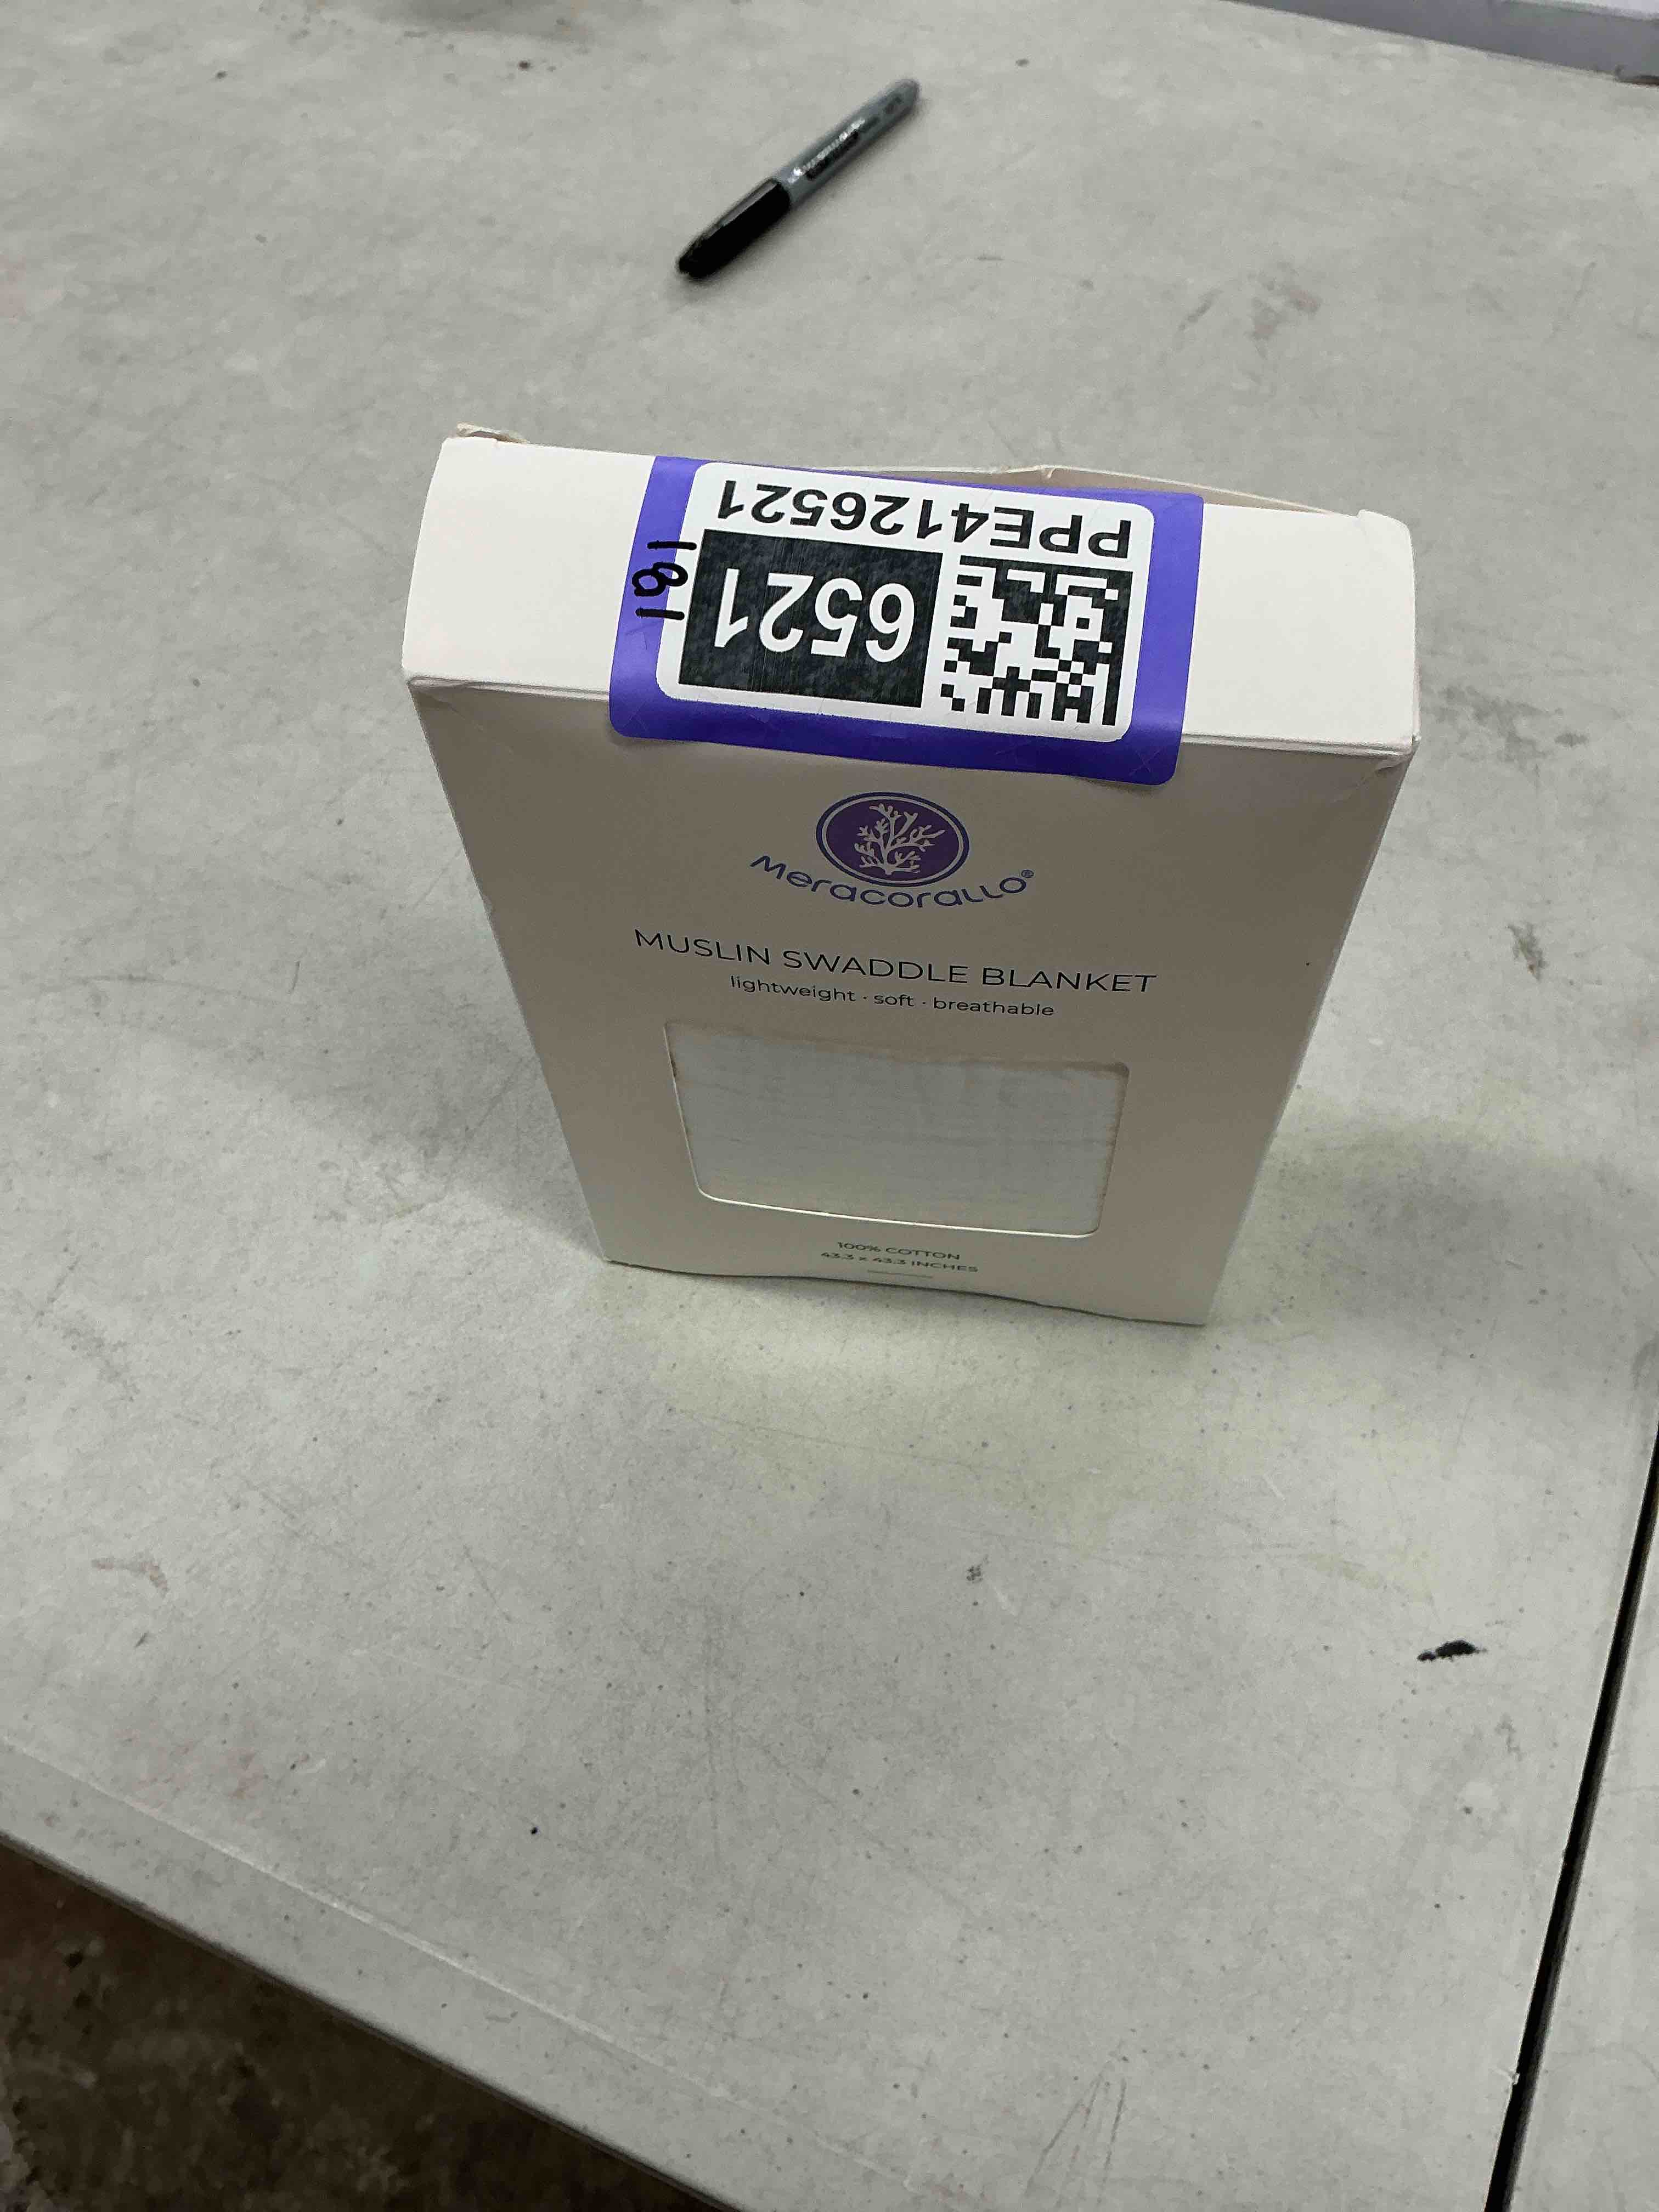 PPE4126521
6521
181
Meracorallo®
MUSLIN SWADDLE BLANKET
lightweight · soft · breathable
100% COTTON
43.3 x 43.3 INCHES